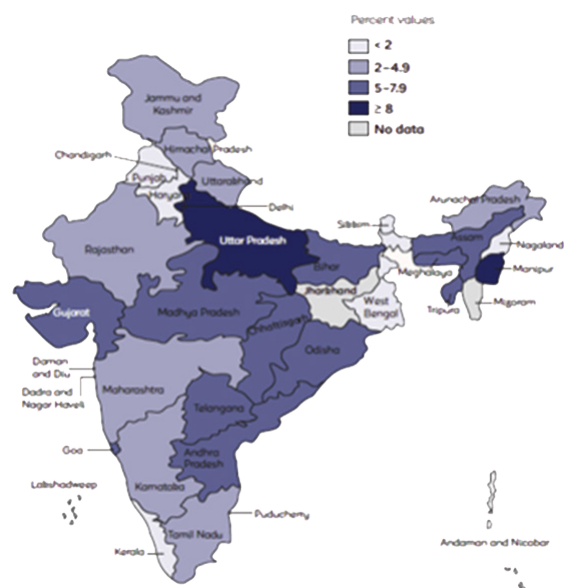 Percent values
< 2
2-4.9
5-7.9
≥ 8
No data
Jammu and
Kashmir
Himachal Pradesh
Chandigarh
Punjab
Uttarakhand
Haryana
Delhi
Arunachal Pradesh
Sikkim
Uttar Pradesh
Assam
Nagaland
Rajasthan
Bihar
Meghalaya
Manipur
Jharkhand
West
Bengal
Tripura
Mizoram
Gujarat
Madhya Pradesh
Chhattisgarh
Odisha
Daman
and Diu
Dadra and
Nagar Haveli
Maharashtra
Telangana
Goa
Andhra
Pradesh
Lakshadweep
Karnataka
Puducherry
Tamil Nadu
Andaman and Nicobar
Kerala